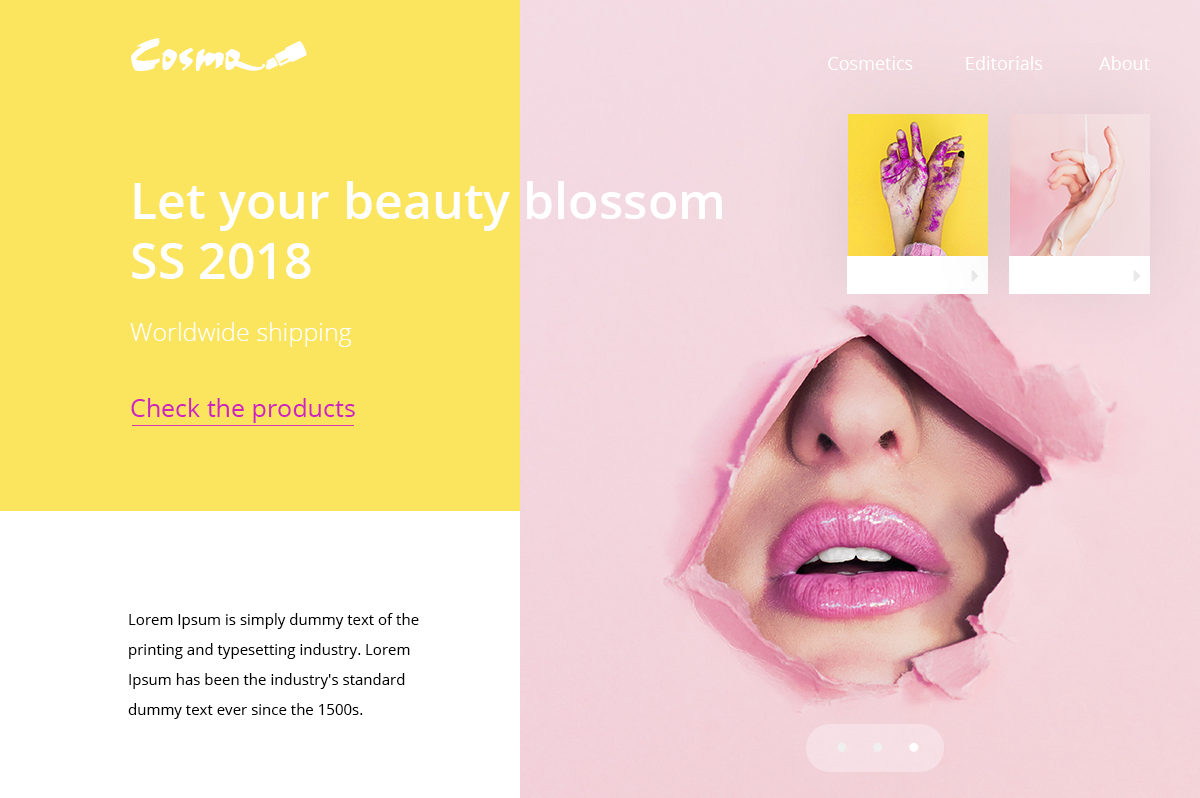 Cosmo
Cosmetics Editorials About
Let your beauty blossom
SS 2018
Worldwide shipping
Check the products
Lorem Ipsum is simply dummy text of the
printing and typesetting industry. Lorem
Ipsum has been the industry's standard
dummy text ever since the 1500s.